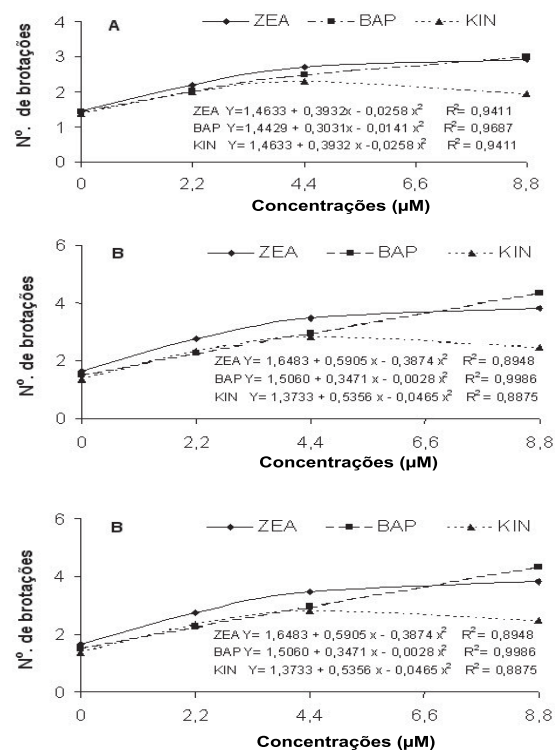 A
ZEA BAP KIN
4
3
2
1
0
Nº. de brotações
ZEA Y=1,4633 + 0,3932x - 0,0258 x² R²= 0,9411
BAP Y=1,4429 + 0,3031x - 0,0141 x² R²= 0,9687
KIN Y=1,4633 + 0,3932x -0,0258 x² R²= 0,9411
0 2,2 4,4 6,6 8,8
Concentrações (µM)
B
ZEA BAP KIN
6
4
2
0
Nº. de brotações
ZEA Y= 1,6483 + 0,5905 x - 0,3874 x² R²= 0,8948
BAP Y= 1,5060 + 0,3471 x - 0,0028 x² R²= 0,9986
KIN Y= 1,3733 + 0,5356 x - 0,0465 x² R²= 0,8875
0 2,2 4,4 6,6 8,8
Concentrações (µM)
B
ZEA BAP KIN
6
4
2
0
Nº. de brotações
ZEA Y= 1,6483 + 0,5905 x - 0,3874 x² R²= 0,8948
BAP Y= 1,5060 + 0,3471 x - 0,0028 x² R²= 0,9986
KIN Y= 1,3733 + 0,5356 x - 0,0465 x² R²= 0,8875
0 2,2 4,4 6,6 8,8
Concentrações (µM)